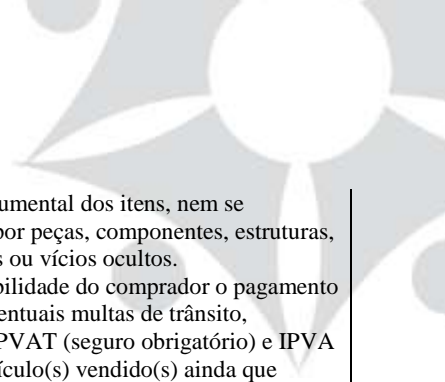 umental dos itens, nem se
por peças, componentes, estruturas,
s ou vícios ocultos.
bilidade do comprador o pagamento
entuais multas de trânsito,
PVAT (seguro obrigatório) e IPVA
ículo(s) vendido(s) ainda que